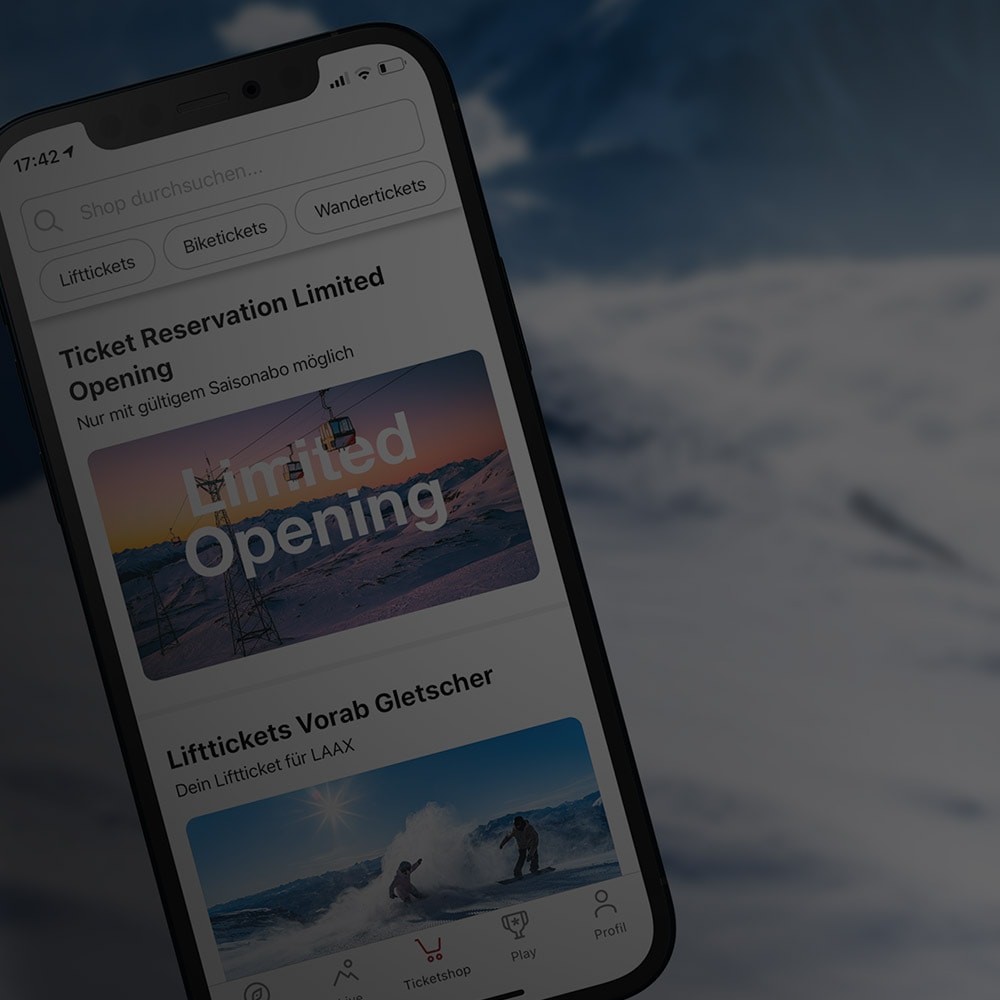 17:42
Shop durchsuchen...
Lifttickets
Biketickets
Wandertickets
Ticket Reservation Limited
Opening
Nur mit gültigem Saisonabo möglich
Limited
Opening
Lifttickets Vorab Gletscher
Dein Liftticket für LAAX
Ticketshop
Play
Profil